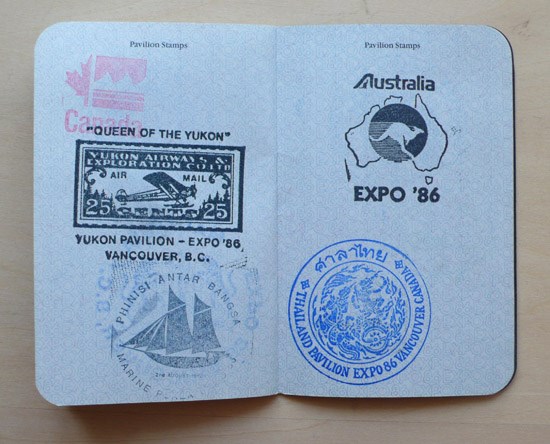 Pavilion Stamps
Canada
"QUEEN OF THE YUKON"
YUKON AIRWAYS &
EXPLORATION CO. LTD
AIR MAIL
25 CENTS 25
YUKON PAVILION – EXPO '86
VANCOUVER, B.C.
PHINISI ANTAR BANGSA
MARINE
Pavilion Stamps
Australia
EXPO '86
ศาลาไทย
THAILAND PAVILION EXPO 86 VANCOUVER CANADA